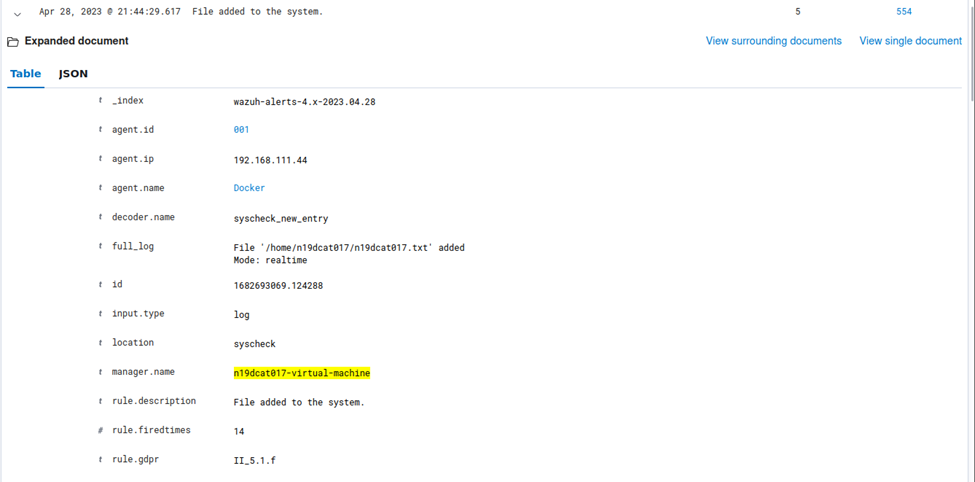 Apr 28, 2023 @ 21:44:29.617 File added to the system. 5 554
Expanded document View surrounding documents View single document
Table JSON
t _index wazuh-alerts-4.x-2023.04.28
t agent.id 001
t agent.ip 192.168.111.44
t agent.name Docker
t decoder.name syscheck_new_entry
t full_log File '/home/n19dcat017/n19dcat017.txt' added
Mode: realtime
t id 1682693069.124288
t input.type log
t location syscheck
t manager.name n19dcat017-virtual-machine
t rule.description File added to the system.
# rule.firedtimes 14
t rule.gdpr II_5.1.f